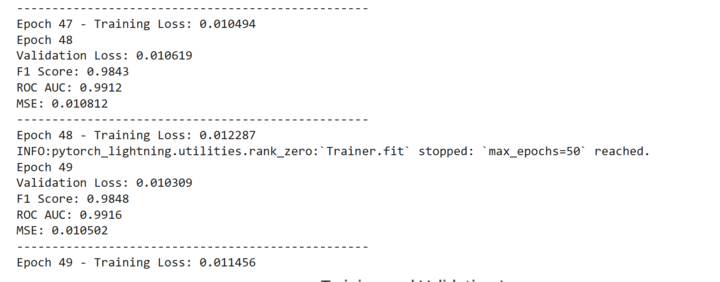 --------------------------------------------------
Epoch 47 - Training Loss: 0.010494
Epoch 48
Validation Loss: 0.010619
F1 Score: 0.9843
ROC AUC: 0.9912
MSE: 0.010812
--------------------------------------------------
Epoch 48 - Training Loss: 0.012287
INFO:pytorch_lightning.utilities.rank_zero:`Trainer.fit` stopped: `max_epochs=50` reached.
Epoch 49
Validation Loss: 0.010309
F1 Score: 0.9848
ROC AUC: 0.9916
MSE: 0.010502
--------------------------------------------------
Epoch 49 - Training Loss: 0.011456